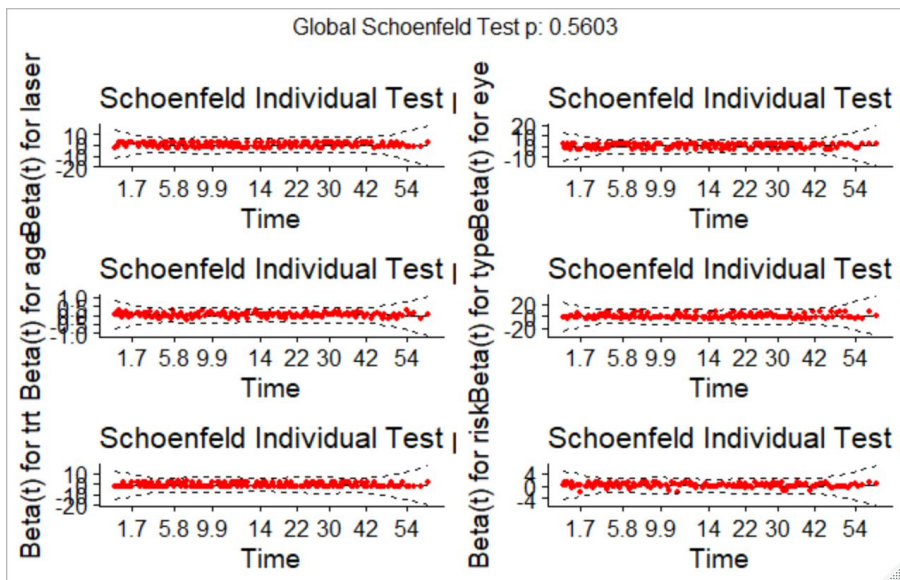 Global Schoenfeld Test p: 0.5603
Schoenfeld Individual Test p
Beta(t) for laser
10
-20
1.7 5.8 9.9 14 22 30 42 54
Time
Schoenfeld Individual Test
Beta(t) for eye
20
10
0
-10
1.7 5.8 9.9 14 22 30 42 54
Time
Schoenfeld Individual Test p
Beta(t) for age
1.0
-1.0
1.7 5.8 9.9 14 22 30 42 54
Time
Schoenfeld Individual Test
Beta(t) for type
20
0
-20
1.7 5.8 9.9 14 22 30 42 54
Time
Schoenfeld Individual Test p
Beta(t) for trt
10
-20
1.7 5.8 9.9 14 22 30 42 54
Time
Schoenfeld Individual Test
Beta(t) for risk
4
0
-4
1.7 5.8 9.9 14 22 30 42 54
Time